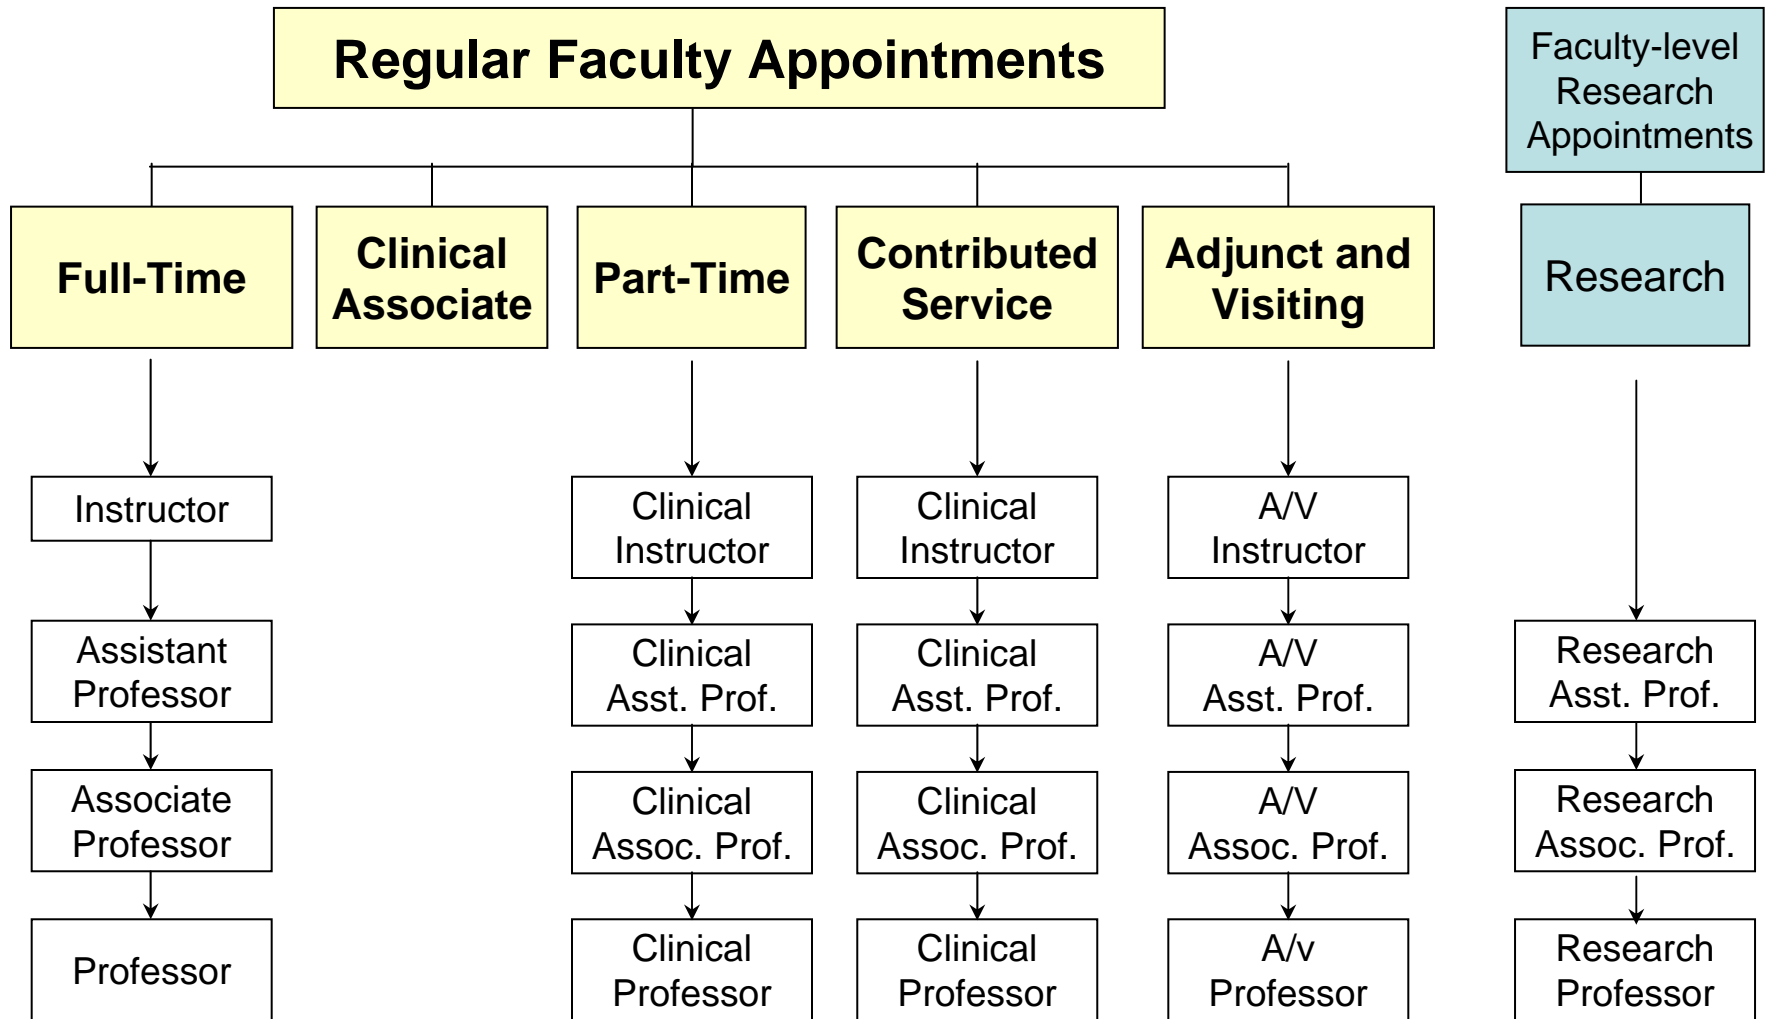 Regular Faculty Appointments
Faculty-level
Research
Appointments
Full-Time
Clinical
Associate
Part-Time
Contributed
Service
Adjunct and
Visiting
Research
Instructor
Clinical
Instructor
Clinical
Instructor
A/V
Instructor
Assistant
Professor
Clinical
Asst. Prof.
Clinical
Asst. Prof.
A/V
Asst. Prof.
Research
Asst. Prof.
Associate
Professor
Clinical
Assoc. Prof.
Clinical
Assoc. Prof.
A/V
Assoc. Prof.
Research
Assoc. Prof.
Professor
Clinical
Professor
Clinical
Professor
A/v
Professor
Research
Professor